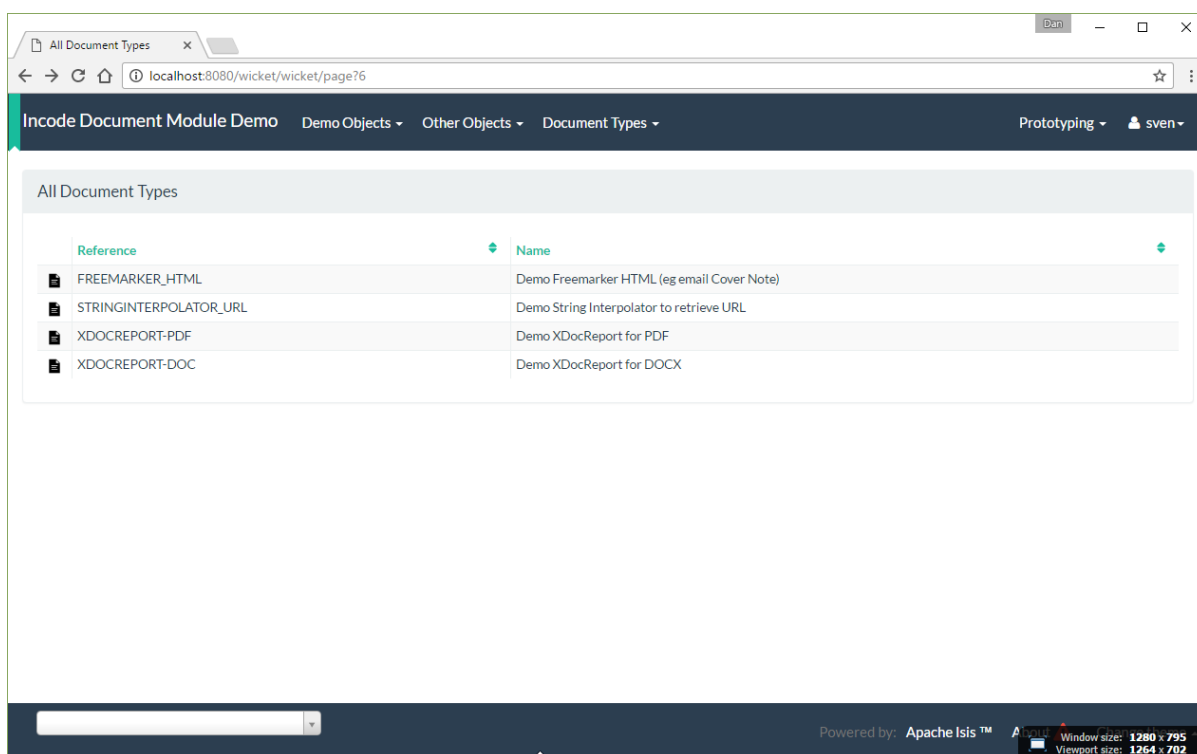 Dan
All Document Types
localhost:8080/wicket/wicket/page?6
Incode Document Module Demo Demo Objects Other Objects Document Types Prototyping sven
All Document Types
Reference Name
FREEMARKER_HTML Demo Freemarker HTML (eg email Cover Note)
STRINGINTERPOLATOR_URL Demo String Interpolator to retrieve URL
XDOCREPORT-PDF Demo XDocReport for PDF
XDOCREPORT-DOC Demo XDocReport for DOCX
Powered by: Apache Isis ™ About Change theme
Window size: 1280 x 795
Viewport size: 1264 x 702